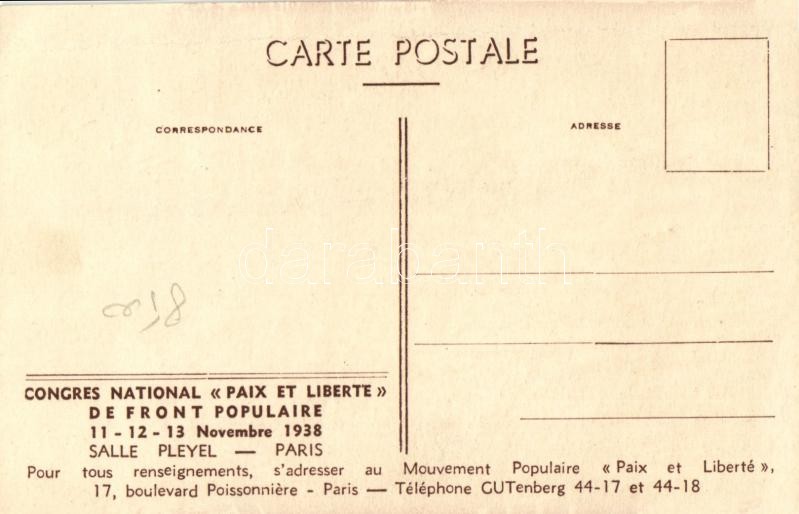 CARTE POSTALE
CORRESPONDANCE
ADRESSE
darabanth
CONGRES NATIONAL « PAIX ET LIBERTE »
DE FRONT POPULAIRE
11 - 12 - 13 Novembre 1938
SALLE PLEYEL — PARIS
Pour tous renseignements, s'adresser au Mouvement Populaire « Paix et Liberté »,
17, boulevard Poissonnière - Paris — Téléphone GUTenberg 44-17 et 44-18